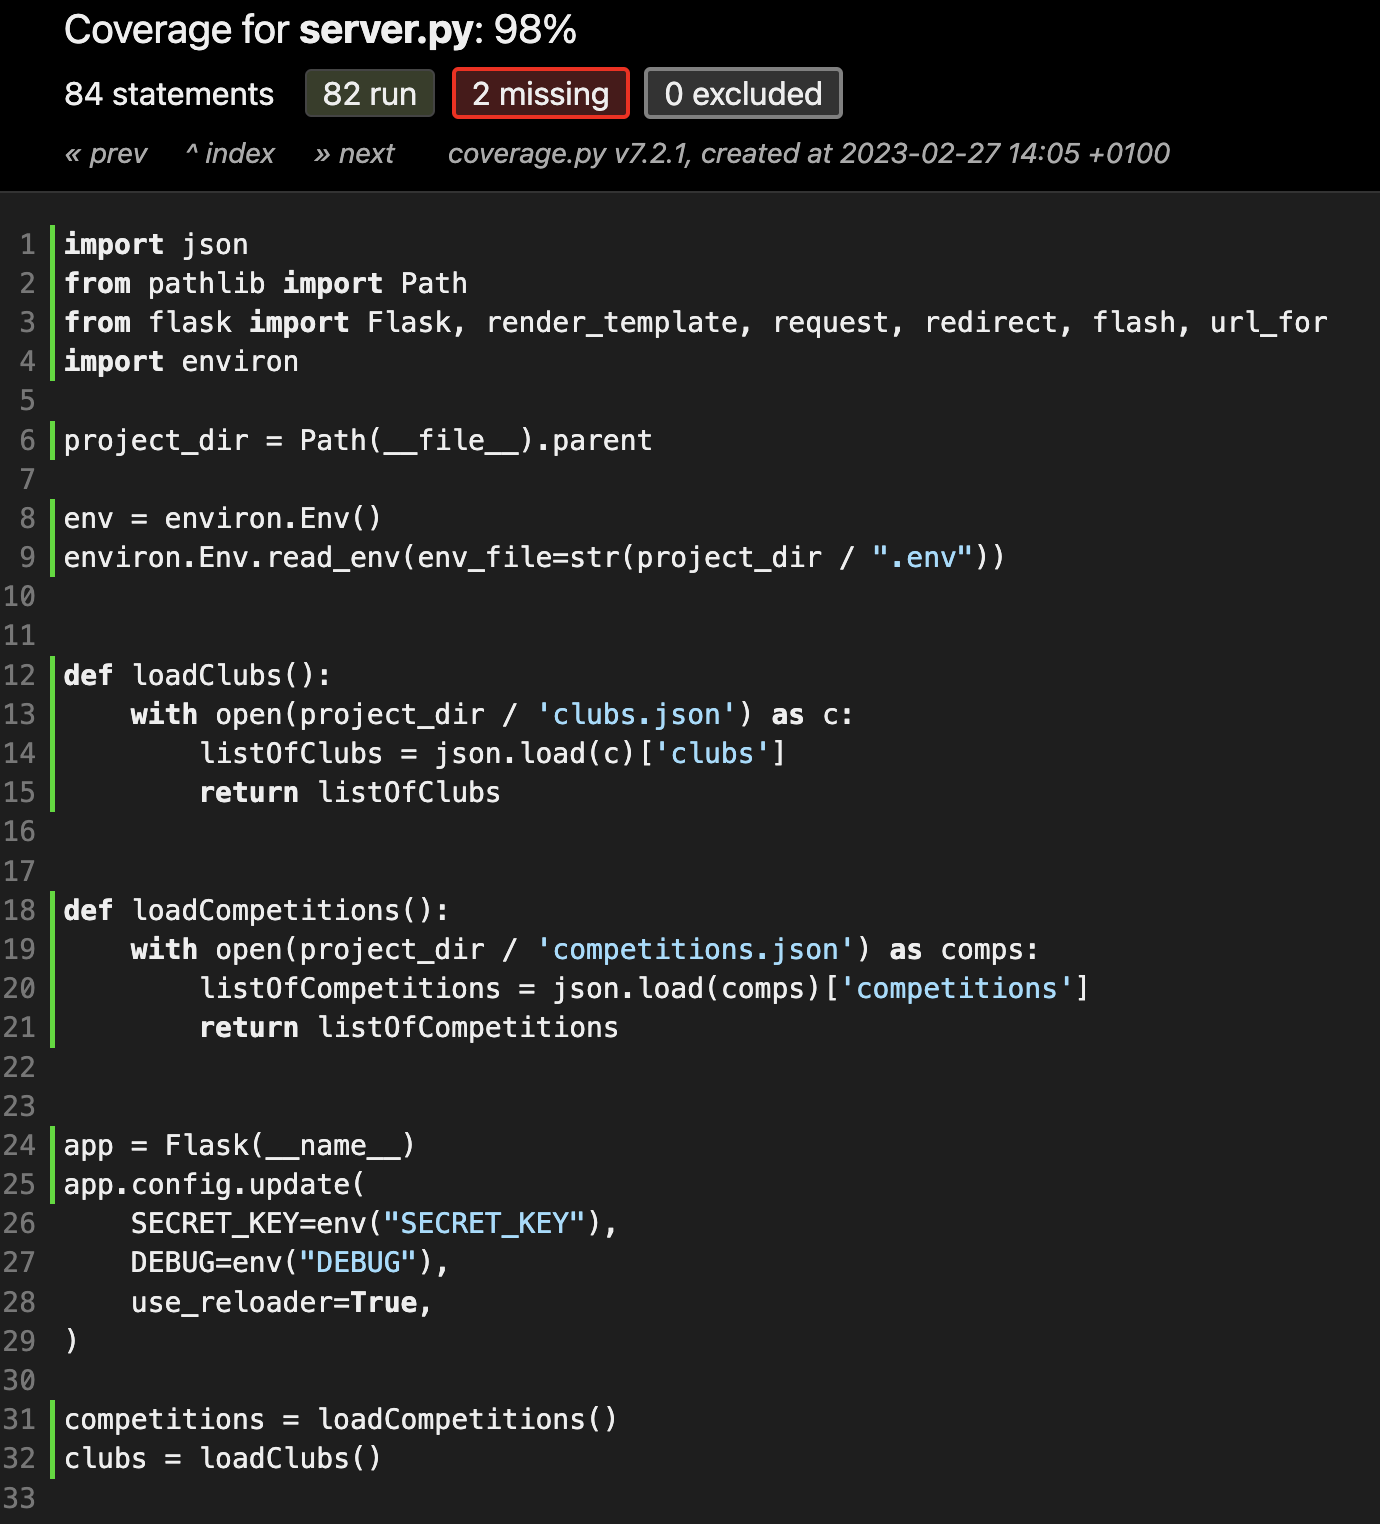 Coverage for server.py: 98%
84 statements 82 run 2 missing 0 excluded
« prev ^ index » next coverage.py v7.2.1, created at 2023-02-27 14:05 +0100
1 import json
2 from pathlib import Path
3 from flask import Flask, render_template, request, redirect, flash, url_for
4 import environ
5
6 project_dir = Path(__file__).parent
7
8 env = environ.Env()
9 environ.Env.read_env(env_file=str(project_dir / ".env"))
10
11
12 def loadClubs():
13     with open(project_dir / 'clubs.json') as c:
14         listOfClubs = json.load(c)['clubs']
15         return listOfClubs
16
17
18 def loadCompetitions():
19     with open(project_dir / 'competitions.json') as comps:
20         listOfCompetitions = json.load(comps)['competitions']
21         return listOfCompetitions
22
23
24 app = Flask(__name__)
25 app.config.update(
26     SECRET_KEY=env("SECRET_KEY"),
27     DEBUG=env("DEBUG"),
28     use_reloader=True,
29 )
30
31 competitions = loadCompetitions()
32 clubs = loadClubs()
33